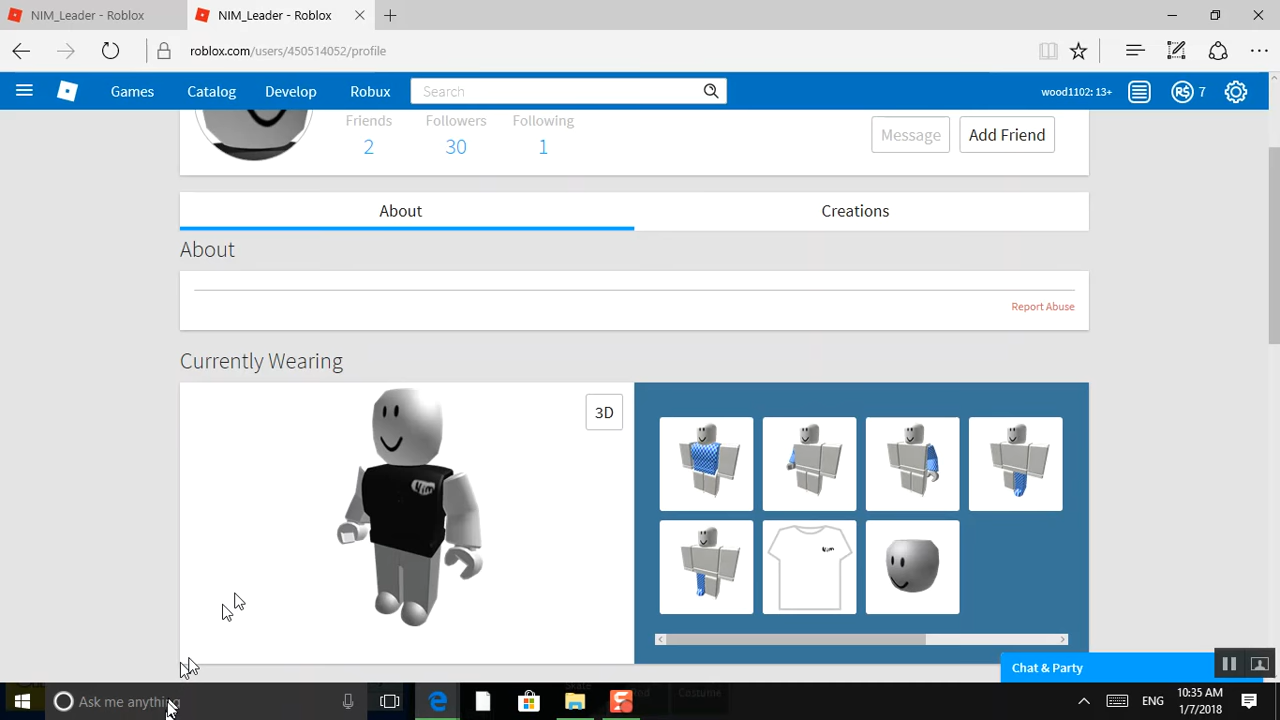 NIM_Leader - Roblox
NIM_Leader - Roblox
roblox.com/users/450514052/profile
Games Catalog Develop Robux Search wood1102: 13+ R$ 7
Friends Followers Following
2 30 1
Message Add Friend
About Creations
About
Report Abuse
Currently Wearing
3D
Chat & Party
Ask me anything
Costume
ENG
10:35 AM
1/7/2018